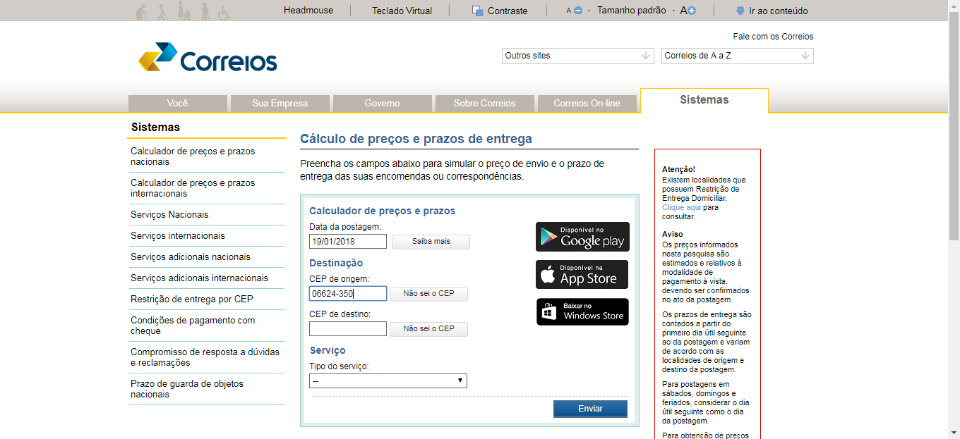 Headmouse
Teclado Virtual
Contraste
A - Tamanho padrão A+
Ir ao conteúdo
Correios
Fale com os Correios
Outros sites
Correios de A a Z
Você
Sua Empresa
Governo
Sobre Correios
Correios On-line
Sistemas
Sistemas
Calculador de preços e prazos
nacionais
Calculador de preços e prazos
internacionais
Serviços Nacionais
Serviços internacionais
Serviços adicionais nacionais
Serviços adicionais internacionais
Restrição de entrega por CEP
Condições de pagamento com
cheque
Compromisso de resposta a dúvidas
e reclamações
Prazo de guarda de objetos
nacionais
Cálculo de preços e prazos de entrega
Preencha os campos abaixo para simular o preço de envio e o prazo de
entrega das suas encomendas ou correspondências.
Calculador de preços e prazos
Data da postagem:
19/01/2018
Saiba mais
Destinação
CEP de origem:
06624-350
Não sei o CEP
CEP de destino:
Não sei o CEP
Serviço
Tipo do serviço:
--
Enviar
Disponível no
Google play
Disponível na
App Store
Baixar no
Windows Store
Atenção!
Existem localidades que
possuem Restrição de
Entrega Domiciliar.
Clique aqui para
consultar.
Aviso
Os preços informados
nesta pesquisa são
estimados e relativos à
modalidade de
pagamento à vista,
devendo ser confirmados
no ato da postagem.
Os prazos de entrega são
contados a partir do
primeiro dia útil seguinte
ao da postagem e variam
de acordo com as
localidades de origem e
destino da postagem.
Para postagens em
sábados, domingos e
feriados, considerar o dia
útil seguinte como o dia
da postagem.
Para obtenção de preços